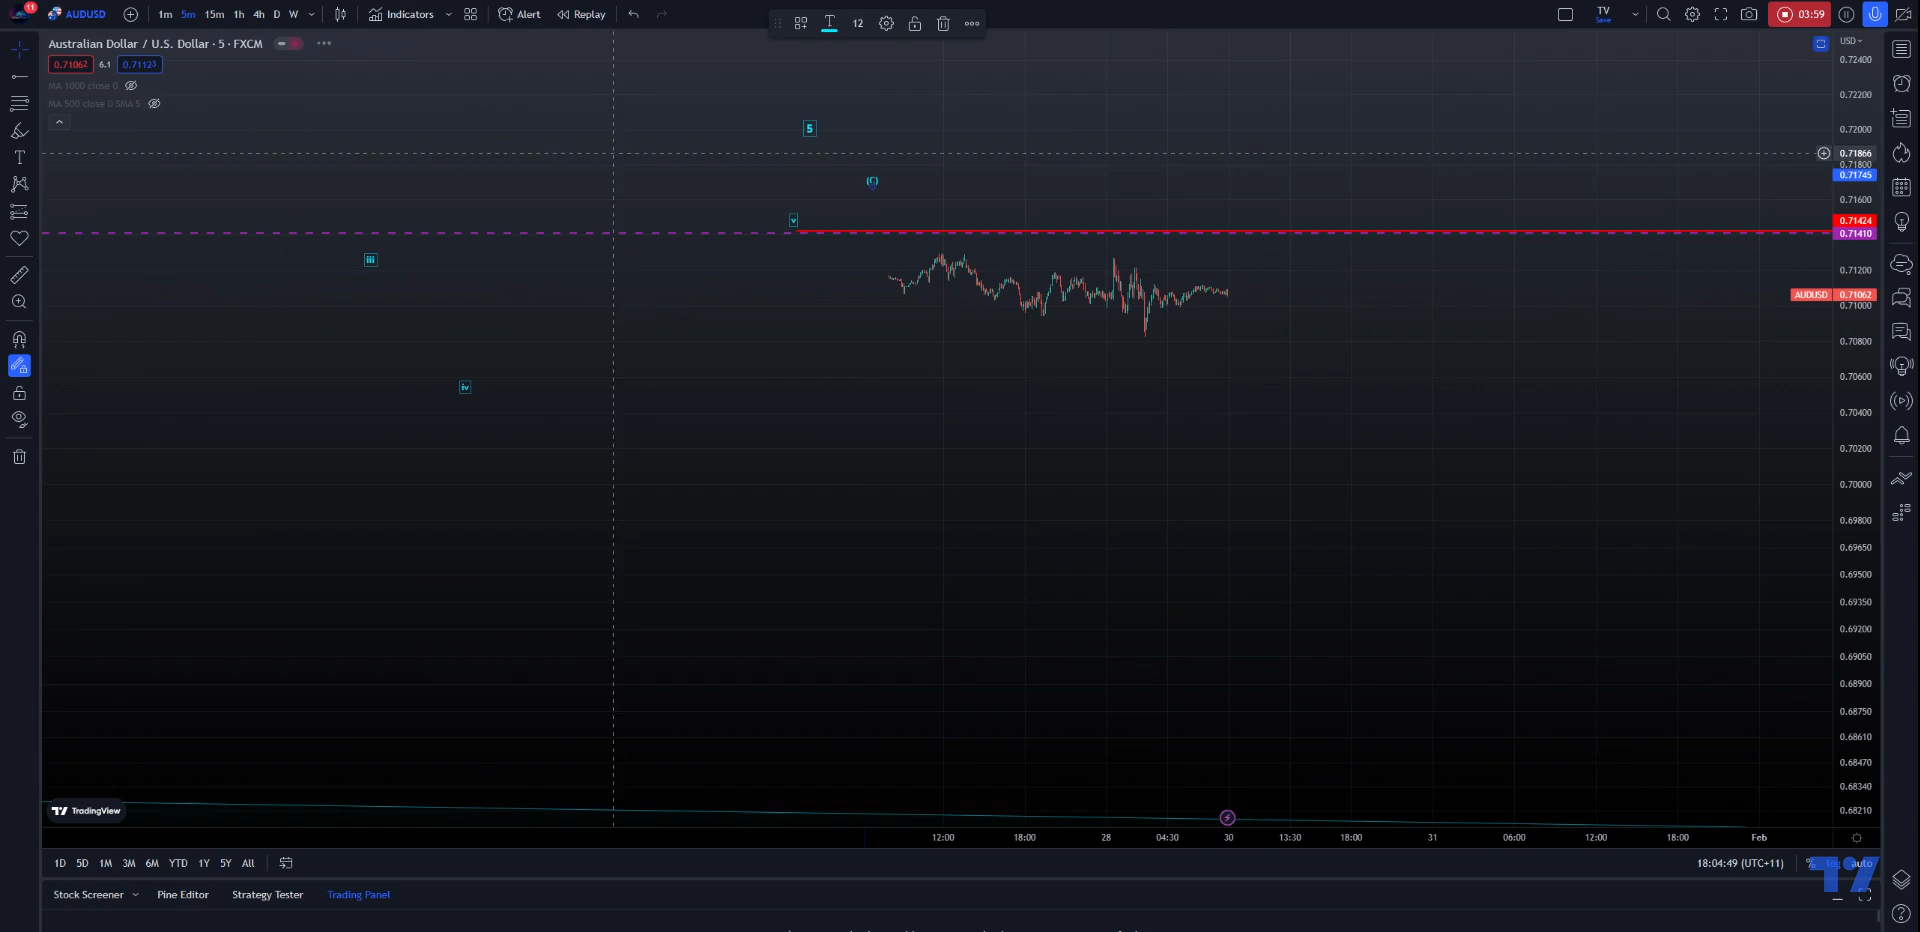 11
AUDUSD
1m 5m 15m 1h 4h D W
Indicators
Alert
Replay
T 12
TV
Save
03:59
Australian Dollar / U.S. Dollar · 5 · FXCM
0.71062 6.1 0.71123
MA 1000 close 0
MA 500 close 0 SMA 5
USD
0.72400
0.72200
0.72000
0.71866
0.71800
0.71745
0.71600
0.71424
0.71410
0.71200
AUDUSD 0.71062
0.71000
0.70800
0.70600
0.70400
0.70200
0.70000
0.69800
0.69650
0.69500
0.69350
0.69200
0.69050
0.68900
0.68750
0.68610
0.68470
0.68340
0.68210
5
(C)
v
iii
iv
TradingView
12:00 18:00 28 04:30 30 13:30 18:00 31 06:00 12:00 18:00 Feb
1D 5D 1M 3M 6M YTD 1Y 5Y All
18:04:49 (UTC+11) % log auto
Stock Screener Pine Editor Strategy Tester Trading Panel